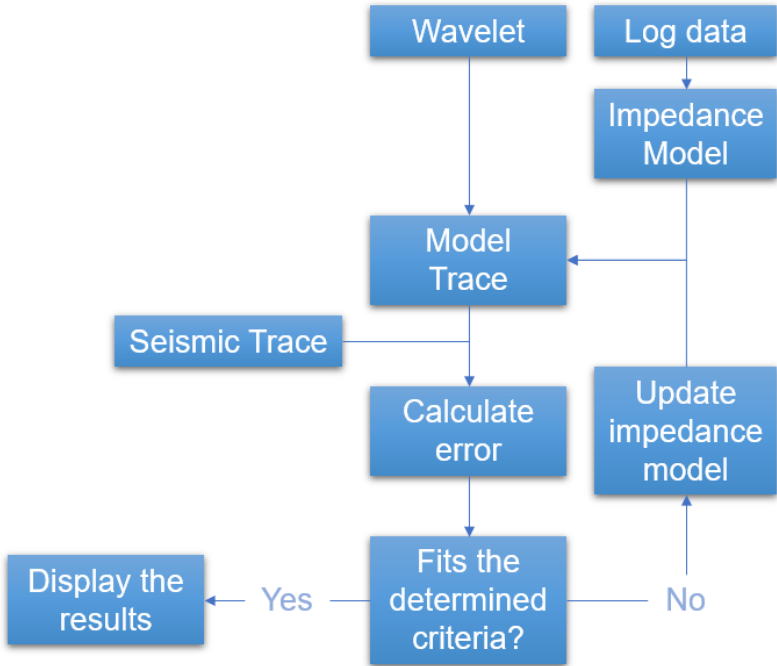 Wavelet
Log data
Impedance
Model
Model
Trace
Seismic Trace
Calculate
error
Update
impedance
model
Fits the
determined
criteria?
Yes
No
Display the
results